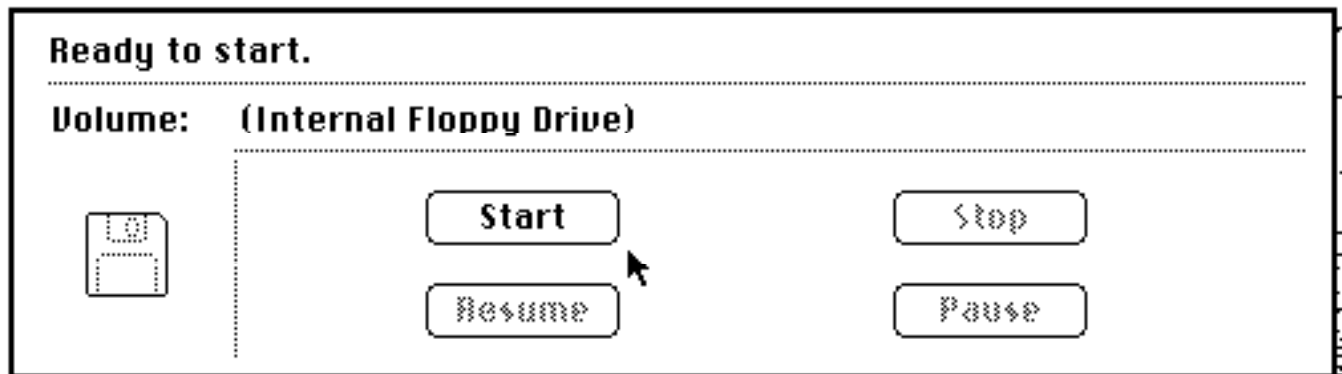 Ready to start.
Volume: (Internal Floppy Drive)
Start Stop
Resume Pause